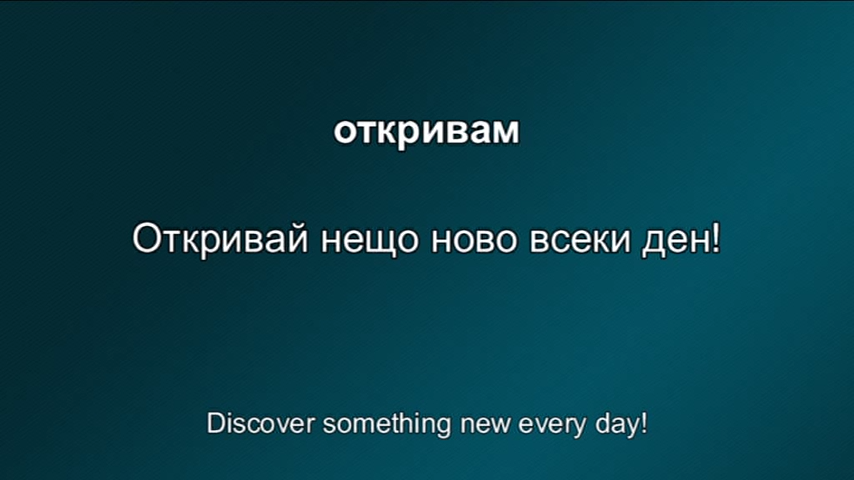 откривам
Откривай нещо ново всеки ден!
Discover something new every day!